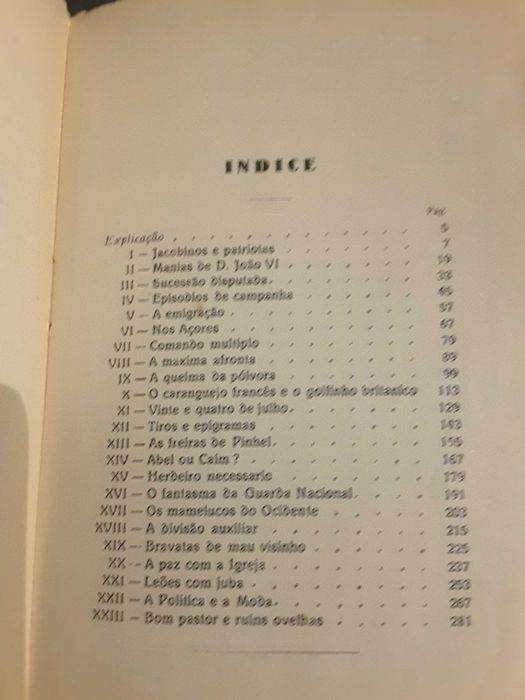 INDICE
Pág.
Explicação . . . . . . . . . . . . 5
I — Jacobinos e patriotas . . . . . . 7
II — Manias de D. João VI . . . . . . 19
III — Sucessão disputada . . . . . . 33
IV — Episodios de campanha . . . . . . 45
V — A emigração . . . . . . . . 57
VI — Nos Açores . . . . . . . . 67
VII — Comando multiplo . . . . . . 79
VIII — A maxima afronta . . . . . . 89
IX — A queima da pólvora . . . . . . 99
X — O caranguejo francês e o golfinho britanico 113
XI — Vinte e quatro de julho . . . . . 129
XII — Tiros e epigramas . . . . . . 143
XIII — As freiras de Pinhel . . . . . . 155
XIV — Abel ou Caim ? . . . . . . . 167
XV — Herdeiro necessario . . . . . . 179
XVI — O fantasma da Guarda Nacional . . . 191
XVII — Os mamelucos do Ocidente . . . . 203
XVIII — A divisão auxiliar . . . . . . 215
XIX — Bravatas de mau visinho . . . . . 225
XX — A paz com a Igreja . . . . . . 237
XXI — Leões com juba . . . . . . . 253
XXII — A Politica e a Moda . . . . . . 267
XXIII — Bom pastor e ruins ovelhas . . . . 281